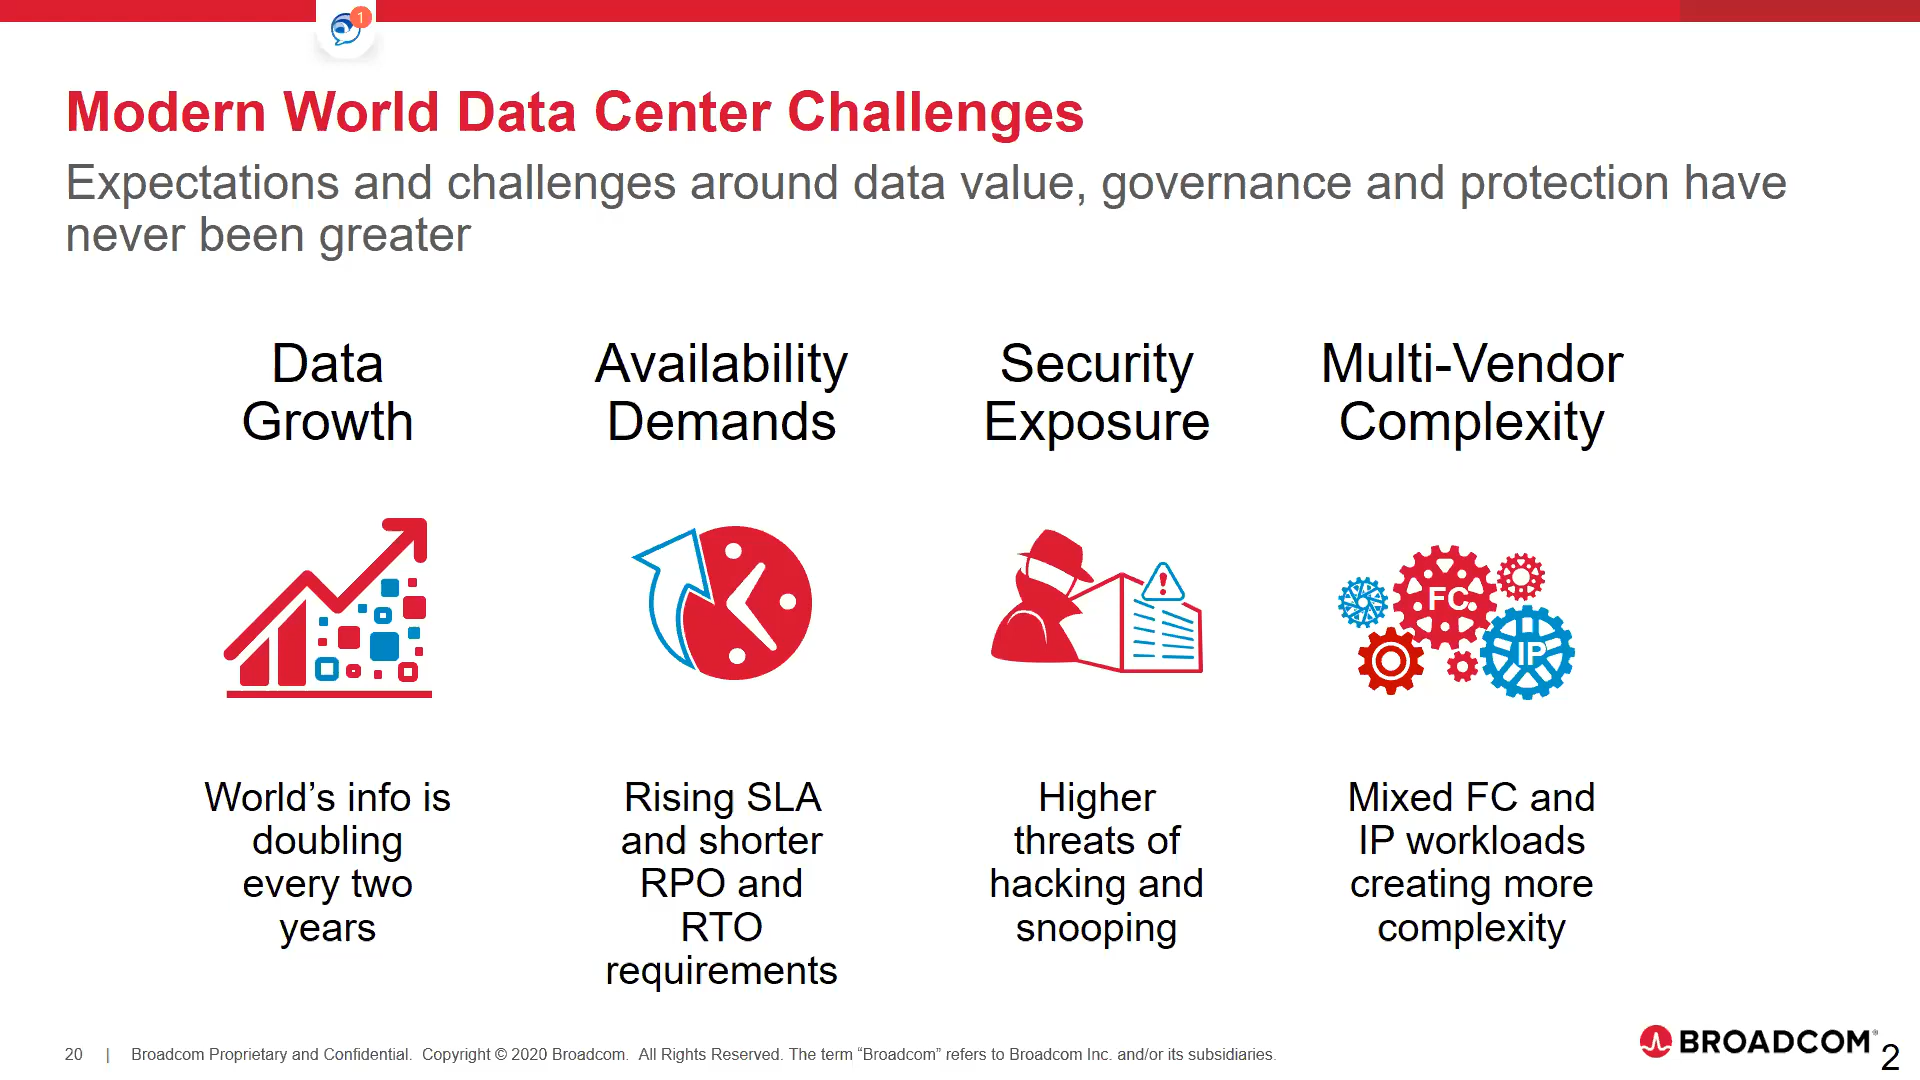 1
Modern World Data Center Challenges
Expectations and challenges around data value, governance and protection have
never been greater
Data
Growth
Availability
Demands
Security
Exposure
Multi-Vendor
Complexity
!
FC
IP
World’s info is
doubling
every two
years
Rising SLA
and shorter
RPO and
RTO
requirements
Higher
threats of
hacking and
snooping
Mixed FC and
IP workloads
creating more
complexity
20 | Broadcom Proprietary and Confidential. Copyright © 2020 Broadcom. All Rights Reserved. The term “Broadcom” refers to Broadcom Inc. and/or its subsidiaries.
BROADCOM®
2